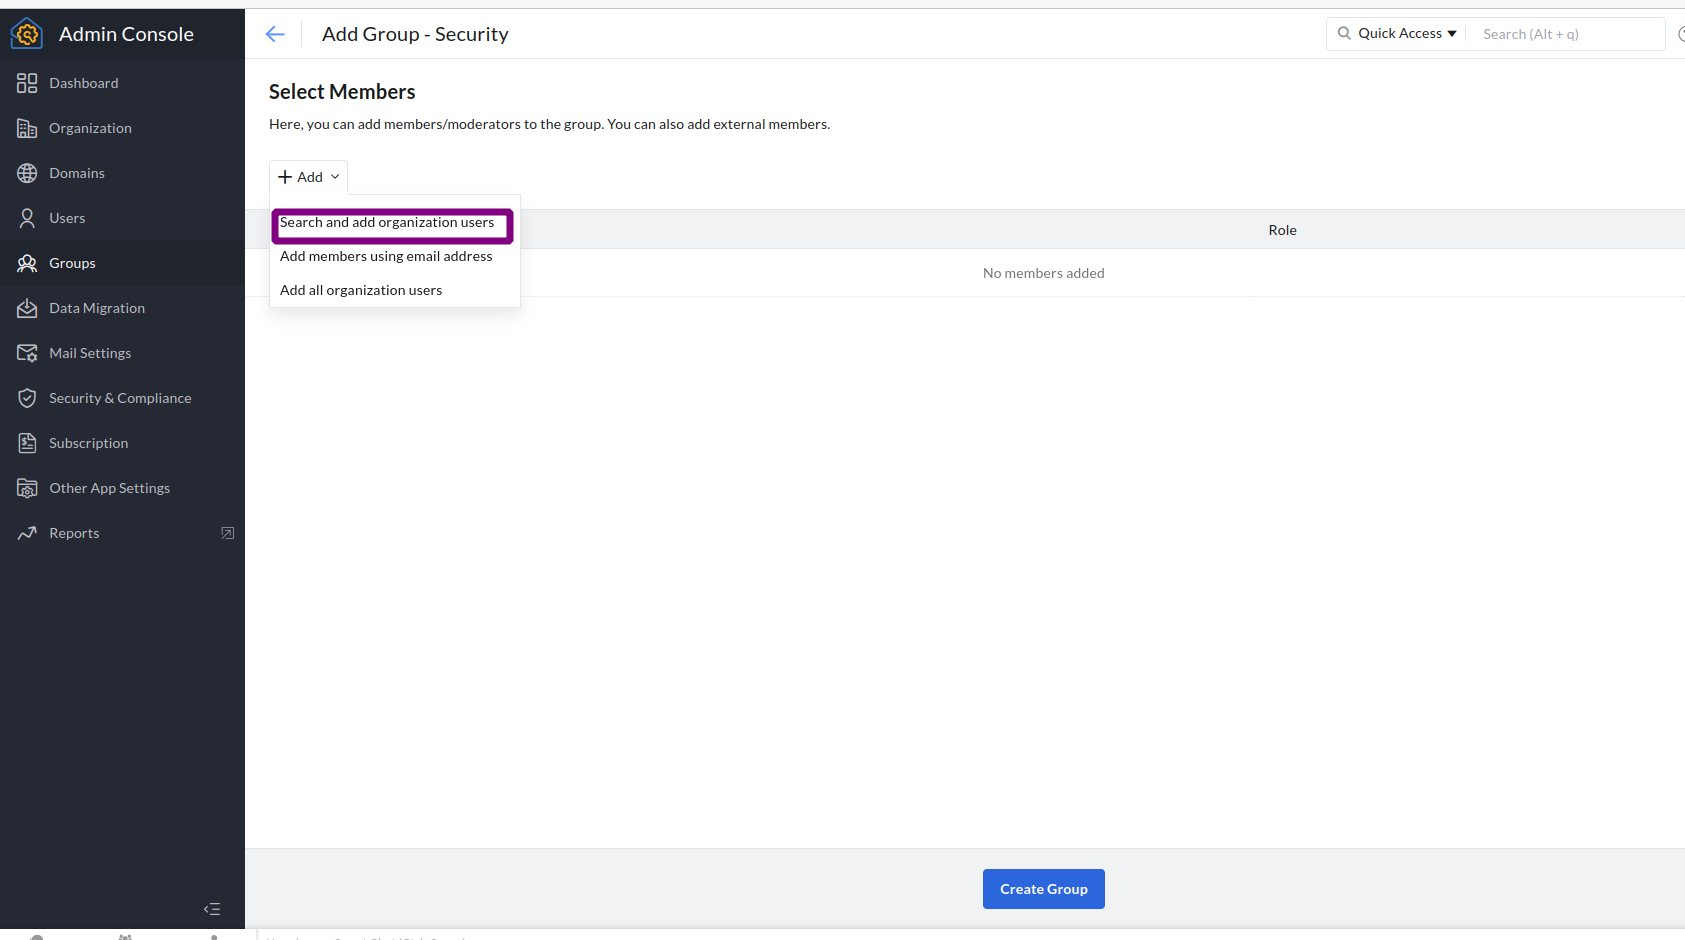 Admin Console
Add Group - Security
Quick Access
Search (Alt + q)
Dashboard
Organization
Domains
Users
Groups
Data Migration
Mail Settings
Security & Compliance
Subscription
Other App Settings
Reports
Select Members
Here, you can add members/moderators to the group. You can also add external members.
Add
Search and add organization users
Add members using email address
Add all organization users
Role
No members added
Create Group